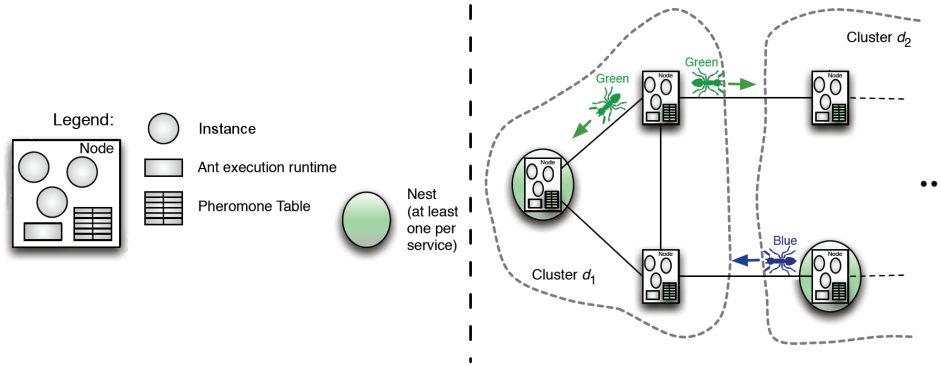 Legend:
Node
Instance
Ant execution runtime
Pheromone Table
Nest
(at least
one per
service)
Cluster d2
Green
Green
Node
Node
Node
Cluster d1
Node
Blue
Node